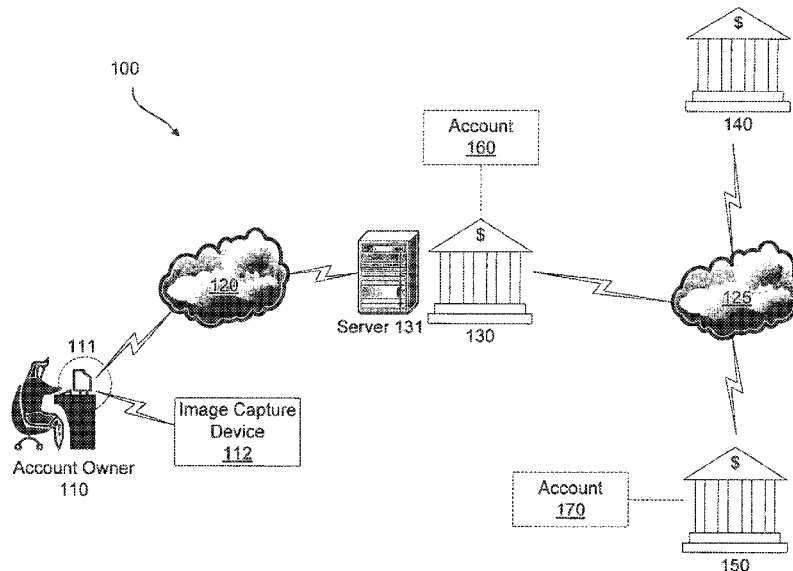 $
140
100
Account
160
$
120
125
Server 131
130
111
Image Capture
Device
112
Account Owner
110
$
Account
170
150